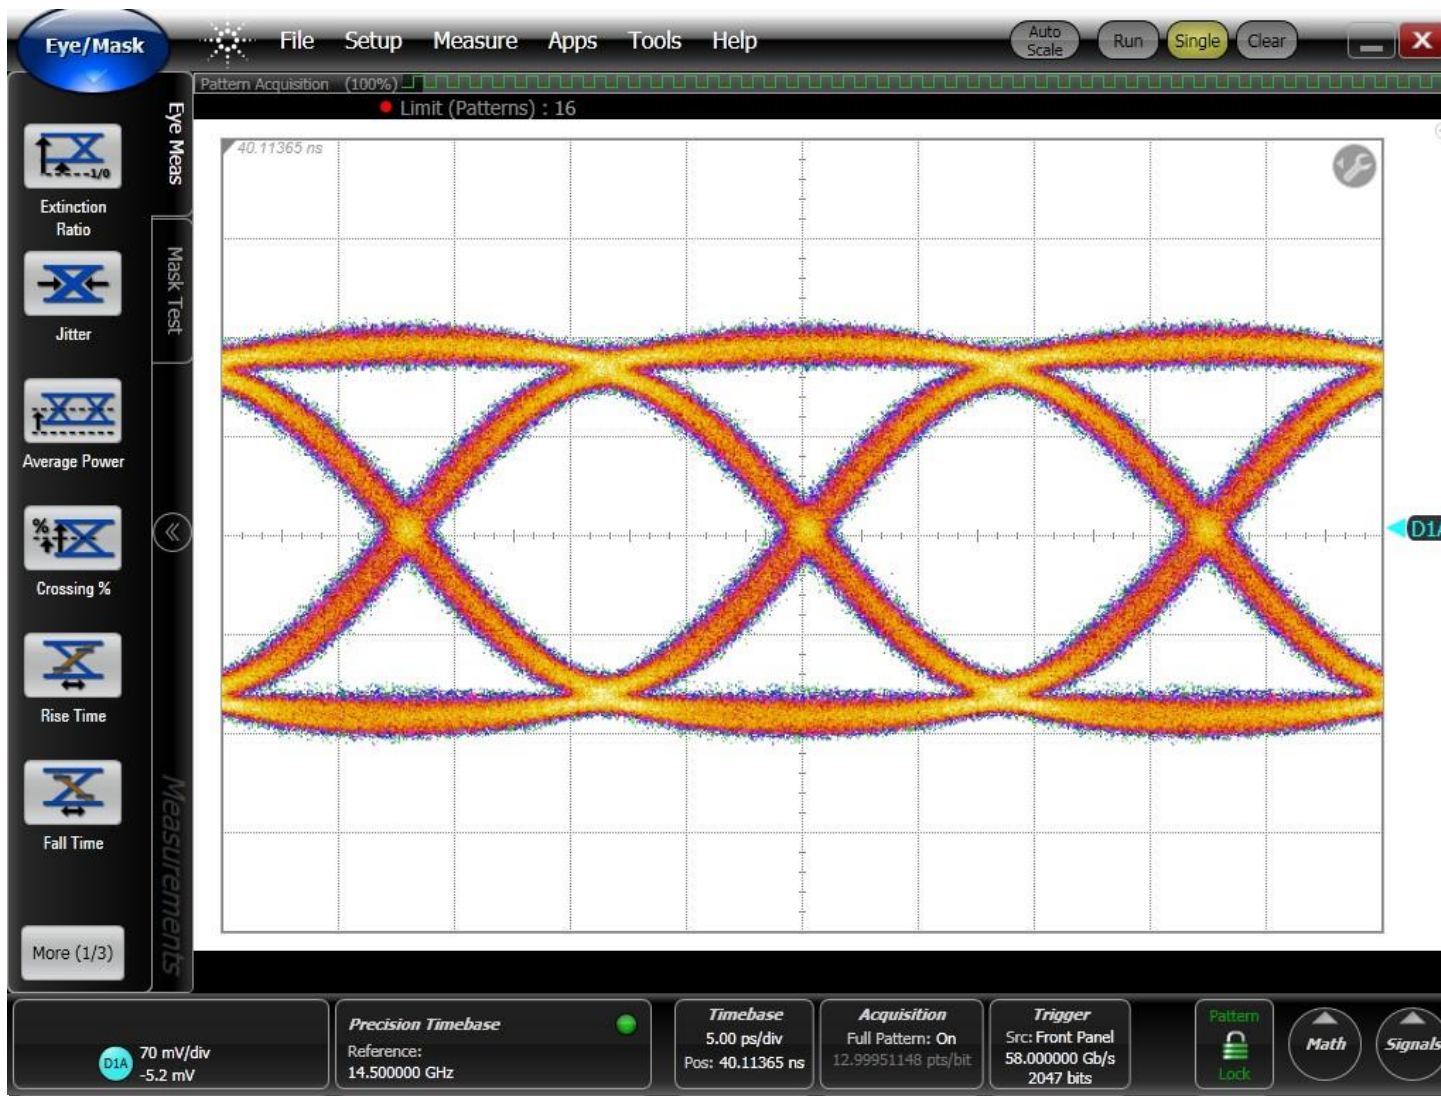 Eye/Mask
File Setup Measure Apps Tools Help
Auto
Scale
Run
Single
Clear
X
Pattern Acquisition (100%)
Limit (Patterns) : 16
Eye Meas
Mask Test
Measurements
1/0
Extinction
Ratio
Jitter
Average Power
%
Crossing %
Rise Time
Fall Time
More (1/3)
40.11365 ns
D1A
D1A
70 mV/div
-5.2 mV
Precision Timebase
Reference:
14.500000 GHz
Timebase
5.00 ps/div
Pos: 40.11365 ns
Acquisition
Full Pattern: On
12.99951148 pts/bit
Trigger
Src: Front Panel
58.000000 Gb/s
2047 bits
Pattern
Lock
Math
Signals